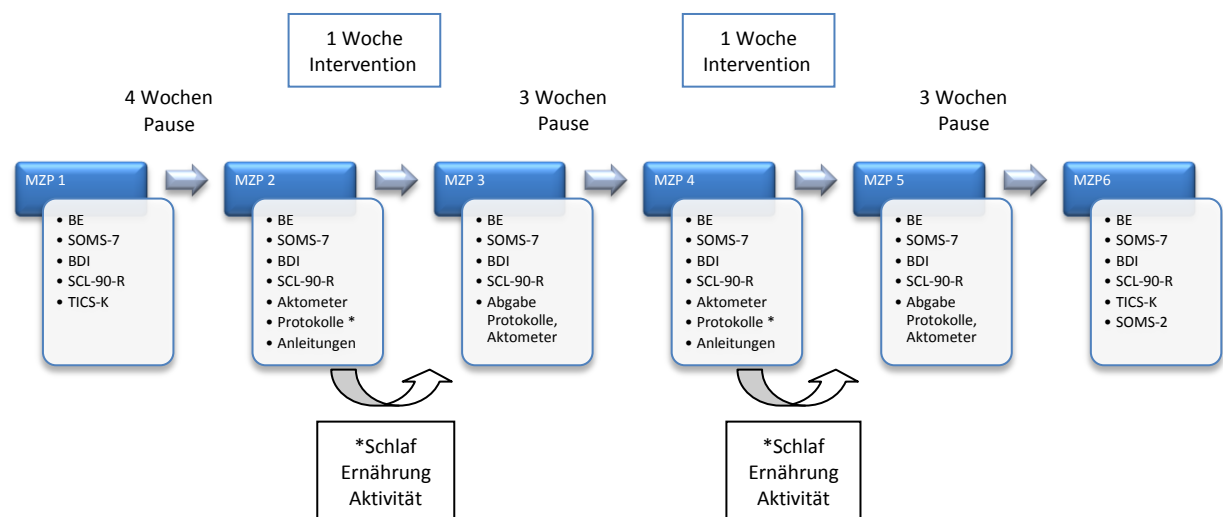 1 Woche
Intervention
1 Woche
Intervention
4 Wochen
Pause
3 Wochen
Pause
3 Wochen
Pause
MZP 1
• BE
• SOMS-7
• BDI
• SCL-90-R
• TICS-K
MZP 2
• BE
• SOMS-7
• BDI
• SCL-90-R
• Aktometer
• Protokolle *
• Anleitungen
MZP 3
• BE
• SOMS-7
• BDI
• SCL-90-R
• Abgabe
Protokolle,
Aktometer
MZP 4
• BE
• SOMS-7
• BDI
• SCL-90-R
• Aktometer
• Protokolle *
• Anleitungen
MZP 5
• BE
• SOMS-7
• BDI
• SCL-90-R
• Abgabe
Protokolle,
Aktometer
MZP6
• BE
• SOMS-7
• BDI
• SCL-90-R
• TICS-K
• SOMS-2
*Schlaf
Ernährung
Aktivität
*Schlaf
Ernährung
Aktivität